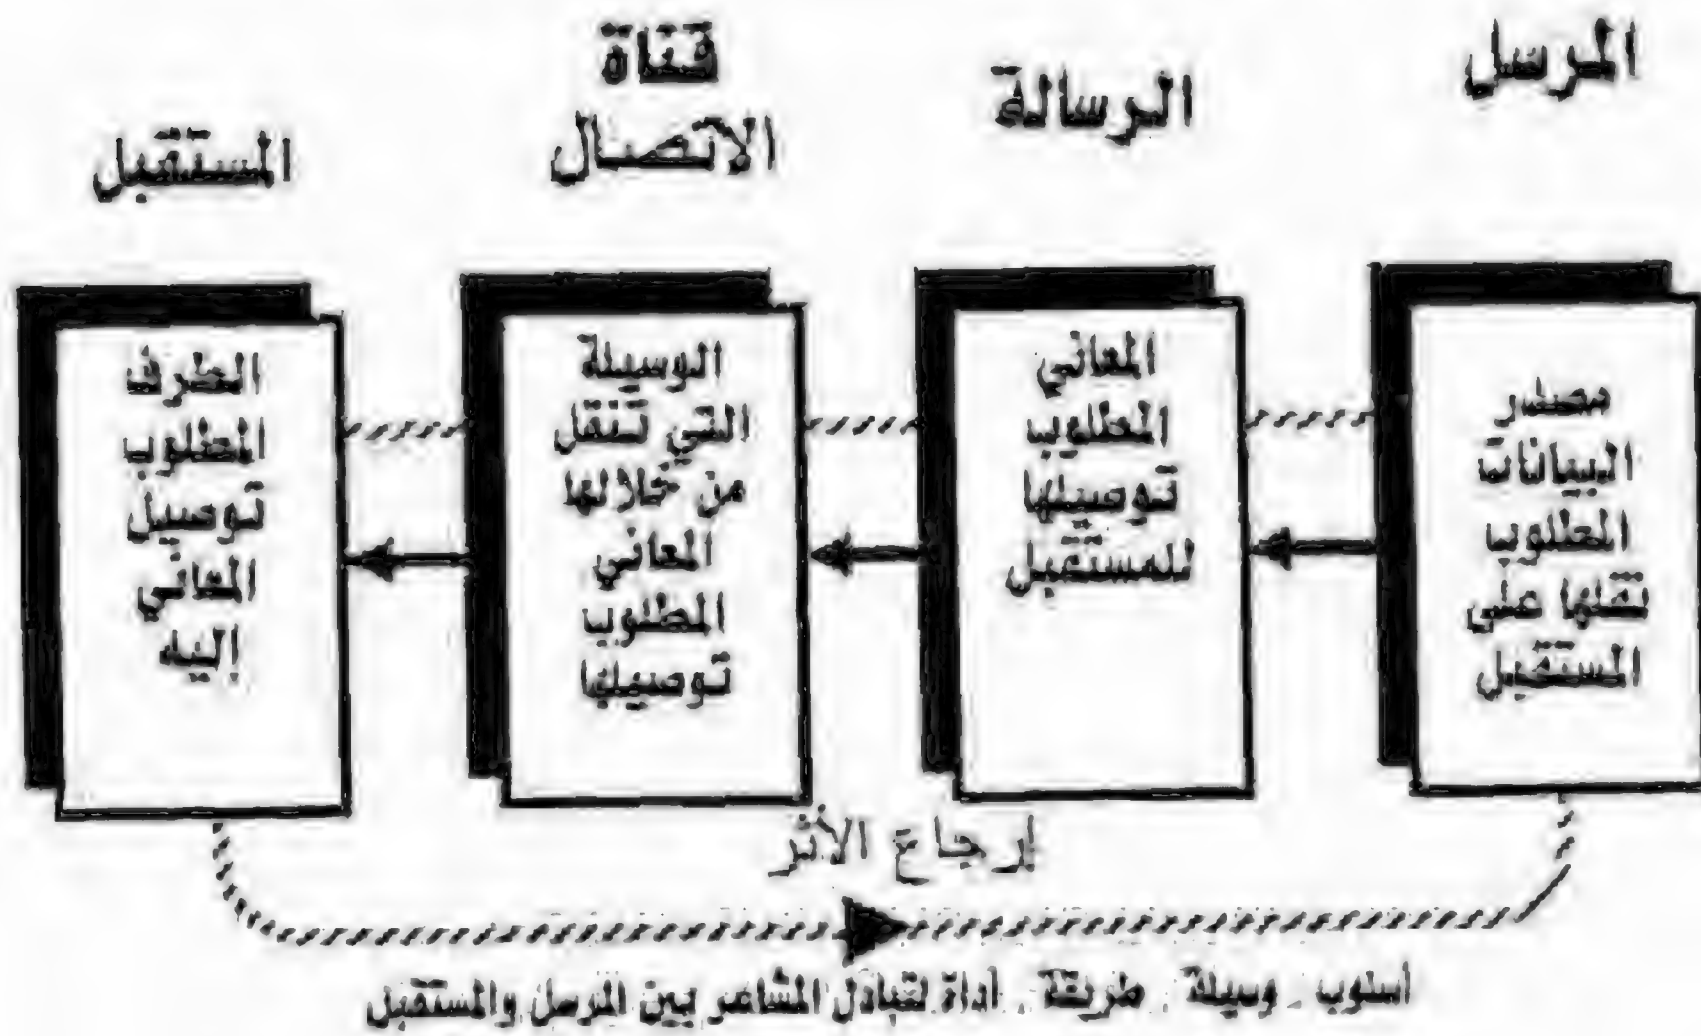 المرسل
الرسالة
قناة
الاتصال
المستقبل
مصدر
البيانات
المطلوب
نقلها على
المستقبل
المعاني
المطلوب
توصيلها
للمستقبل
الوسيلة
التي تنقل
من خلالها
المعاني
المطلوب
توصيلها
الطرف
المطلوب
توصيل
المعاني
إليه
إرجاع الأثر
أسلوب . وسيلة . طريقة . أداة لتبادل المشاعر بين المرسل والمستقبل